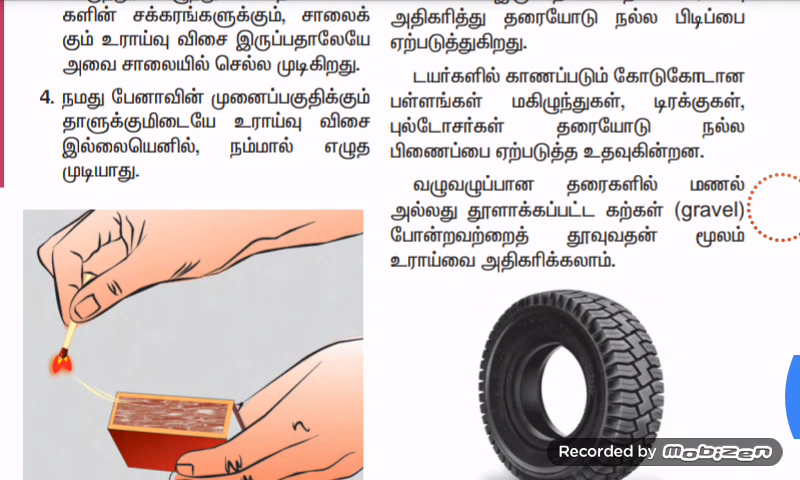 களின் சக்கரங்களுக்கும், சாலைக்
கும் உராய்வு விசை இருப்பதாலேயே
அவை சாலையில் செல்ல முடிகிறது.
4. நமது பேனாவின் முனைப்பகுதிக்கும்
தாளுக்குமிடையே உராய்வு விசை
இல்லையெனில், நம்மால் எழுத
முடியாது.
அதிகரித்து தரையோடு நல்ல பிடிப்பை
ஏற்படுத்துகிறது.
டயர்களில் காணப்படும் கோடுகோடான
பள்ளங்கள் மகிழுந்துகள், டிரக்குகள்,
புல்டோசர்கள் தரையோடு நல்ல
பிணைப்பை ஏற்படுத்த உதவுகின்றன.
வழுவழுப்பான தரைகளில் மணல்
அல்லது தூளாக்கப்பட்ட கற்கள் (gravel)
போன்றவற்றைத் தூவுவதன் மூலம்
உராய்வை அதிகரிக்கலாம்.
Recorded by mobizen